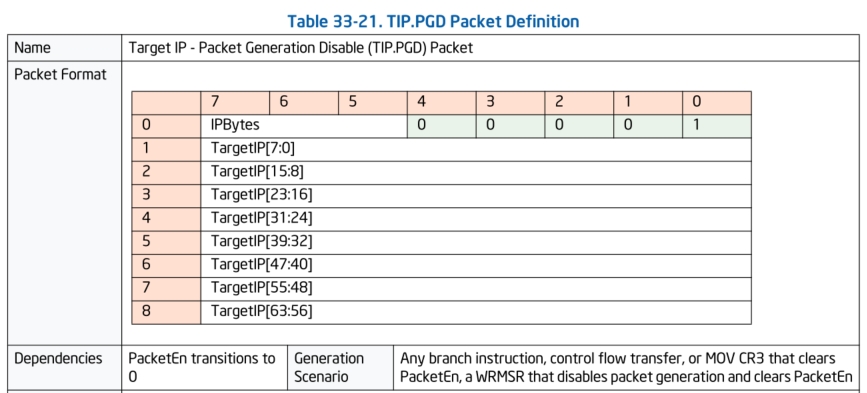 Table 33-21. TIP.PGD Packet Definition
Name Target IP - Packet Generation Disable (TIP.PGD) Packet
Packet Format
7 6 5 4 3 2 1 0
0 IPBytes 0 0 0 0 1
1 TargetIP[7:0]
2 TargetIP[15:8]
3 TargetIP[23:16]
4 TargetIP[31:24]
5 TargetIP[39:32]
6 TargetIP[47:40]
7 TargetIP[55:48]
8 TargetIP[63:56]
Dependencies PacketEn transitions to Generation Any branch instruction, control flow transfer, or MOV CR3 that clears
0 Scenario PacketEn, a WRMSR that disables packet generation and clears PacketEn